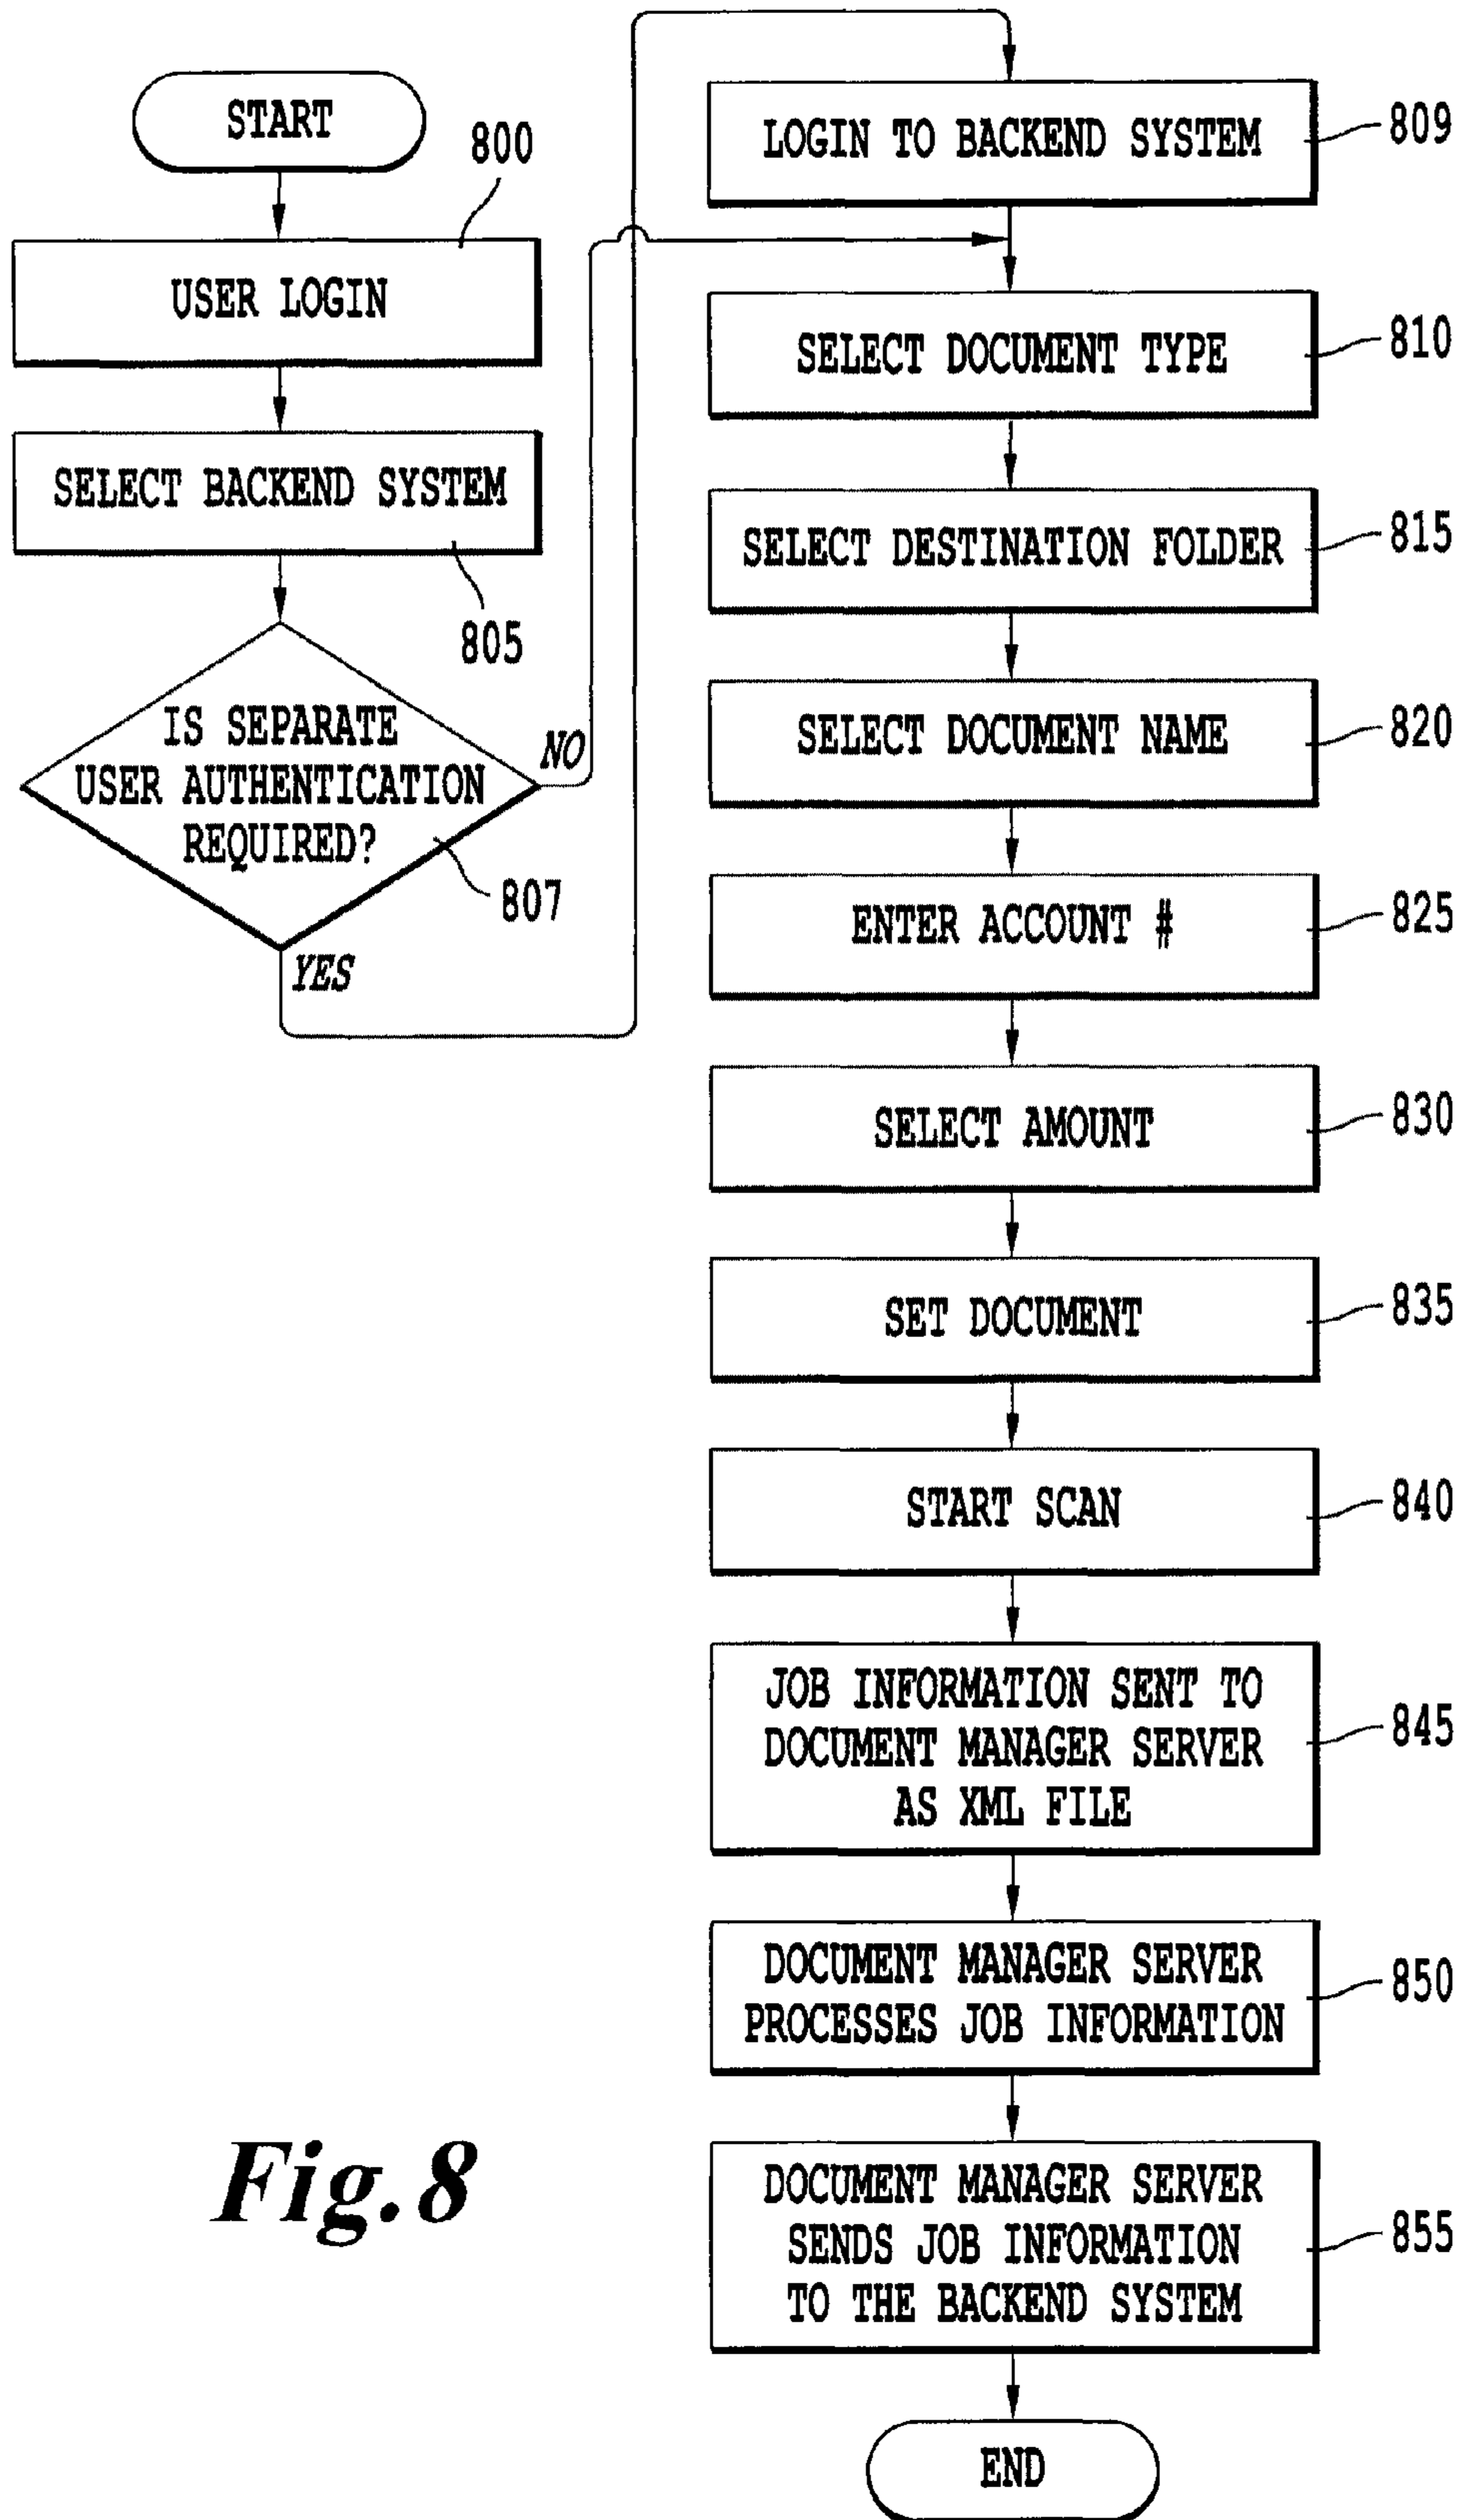 START
800
USER LOGIN
SELECT BACKEND SYSTEM
805
IS SEPARATE
USER AUTHENTICATION
REQUIRED?
NO
807
YES
LOGIN TO BACKEND SYSTEM
809
SELECT DOCUMENT TYPE
810
SELECT DESTINATION FOLDER
815
SELECT DOCUMENT NAME
820
ENTER ACCOUNT #
825
SELECT AMOUNT
830
SET DOCUMENT
835
START SCAN
840
JOB INFORMATION SENT TO
DOCUMENT MANAGER SERVER
AS XML FILE
845
DOCUMENT MANAGER SERVER
PROCESSES JOB INFORMATION
850
DOCUMENT MANAGER SERVER
SENDS JOB INFORMATION
TO THE BACKEND SYSTEM
855
END
Fig.8